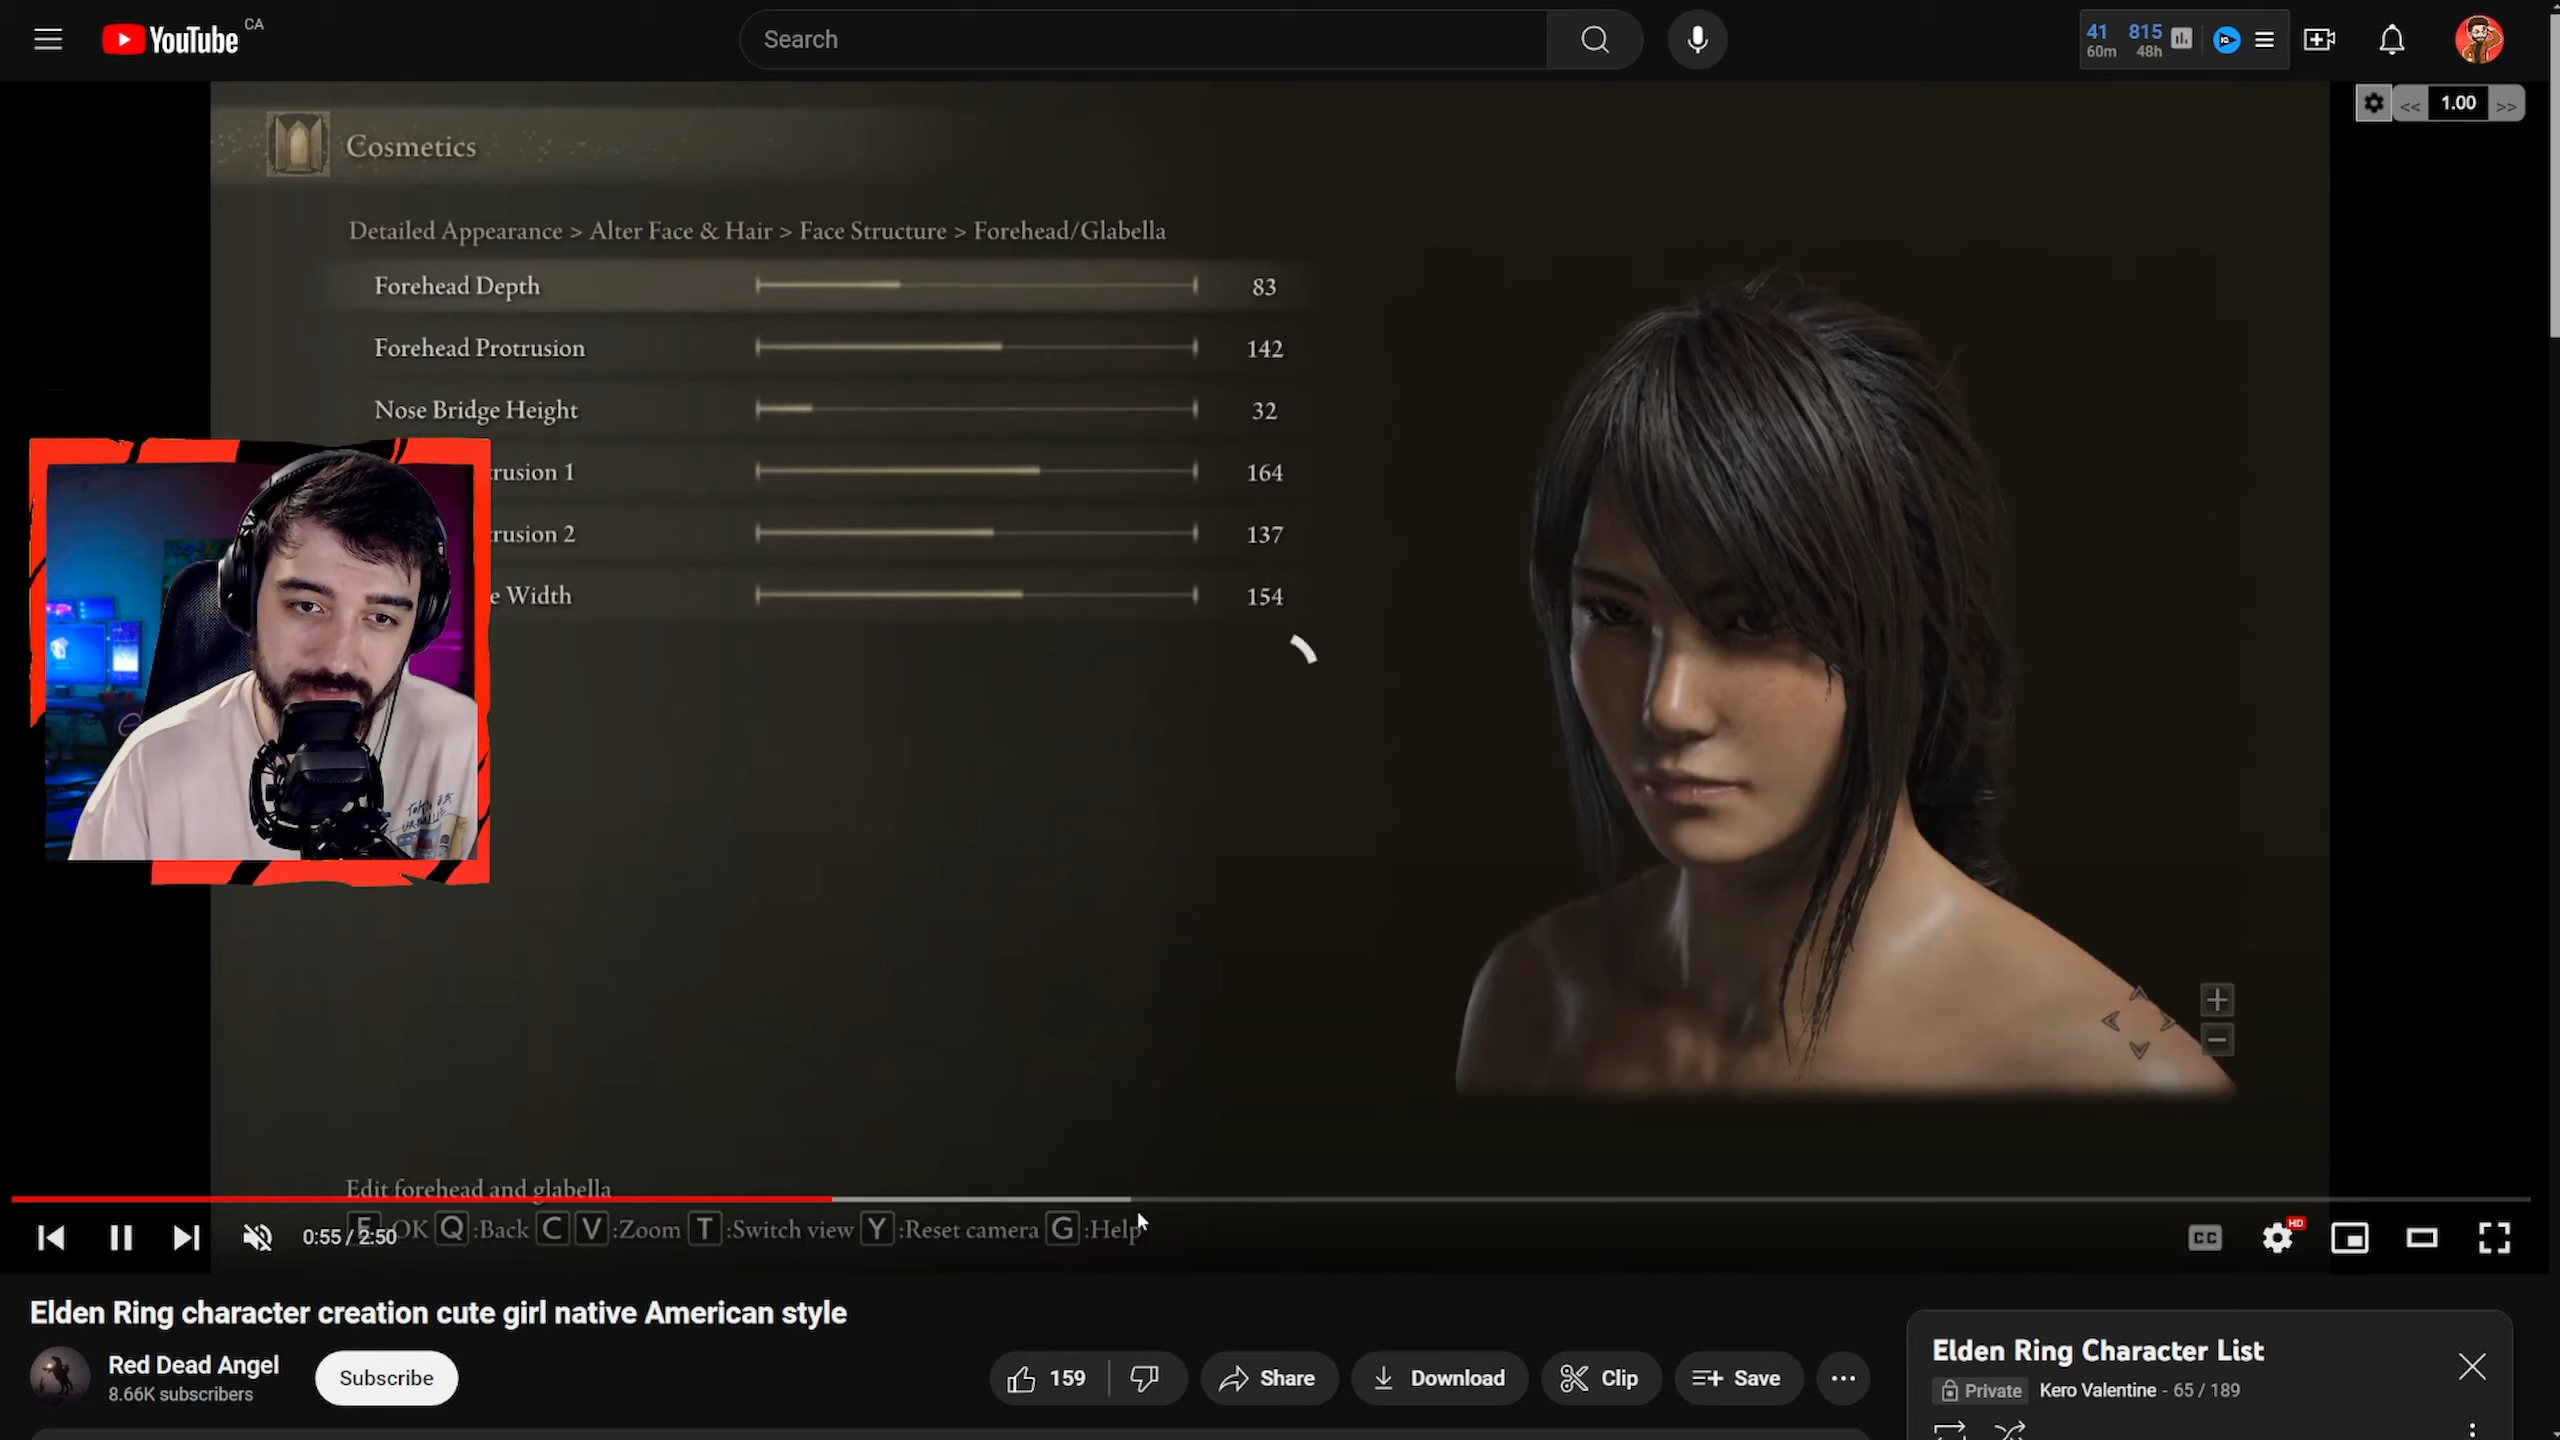 YouTube CA
Search
41 815
60m 48h
1.00
<< >>
Cosmetics
Detailed Appearance > Alter Face & Hair > Face Structure > Forehead/Glabella
Forehead Depth 83
Forehead Protrusion 142
Nose Bridge Height 32
trusion 1 164
trusion 2 137
e Width 154
Edit forehead and glabella
0:55 / 2:50
E :OK Q :Back C V :Zoom T :Switch view Y :Reset camera G :Help
CC
HD
Elden Ring character creation cute girl native American style
Red Dead Angel
8.66K subscribers
Subscribe
159
Share
Download
Clip
Save
Elden Ring Character List
Private Kero Valentine - 65 / 189